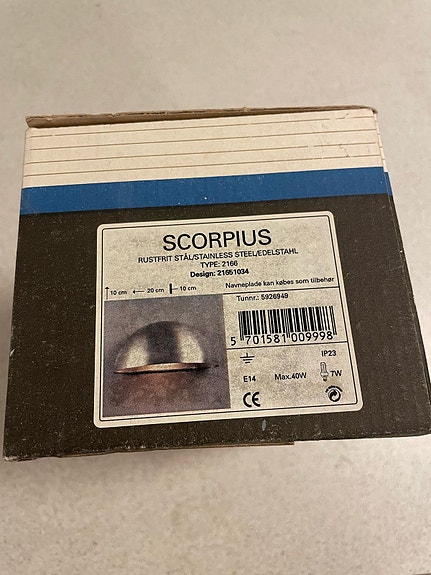 SCORPIUS
RUSTFRIT STÅL/STAINLESS STEEL/EDELSTAHL
TYPE: 2166
Design: 21651034
10 cm 20 cm 10 cm
Navneplade kan købes som tilbehør
Tunnr.: 5926949
5 701581 009998
IP23
E14 Max.40W 7W
CE